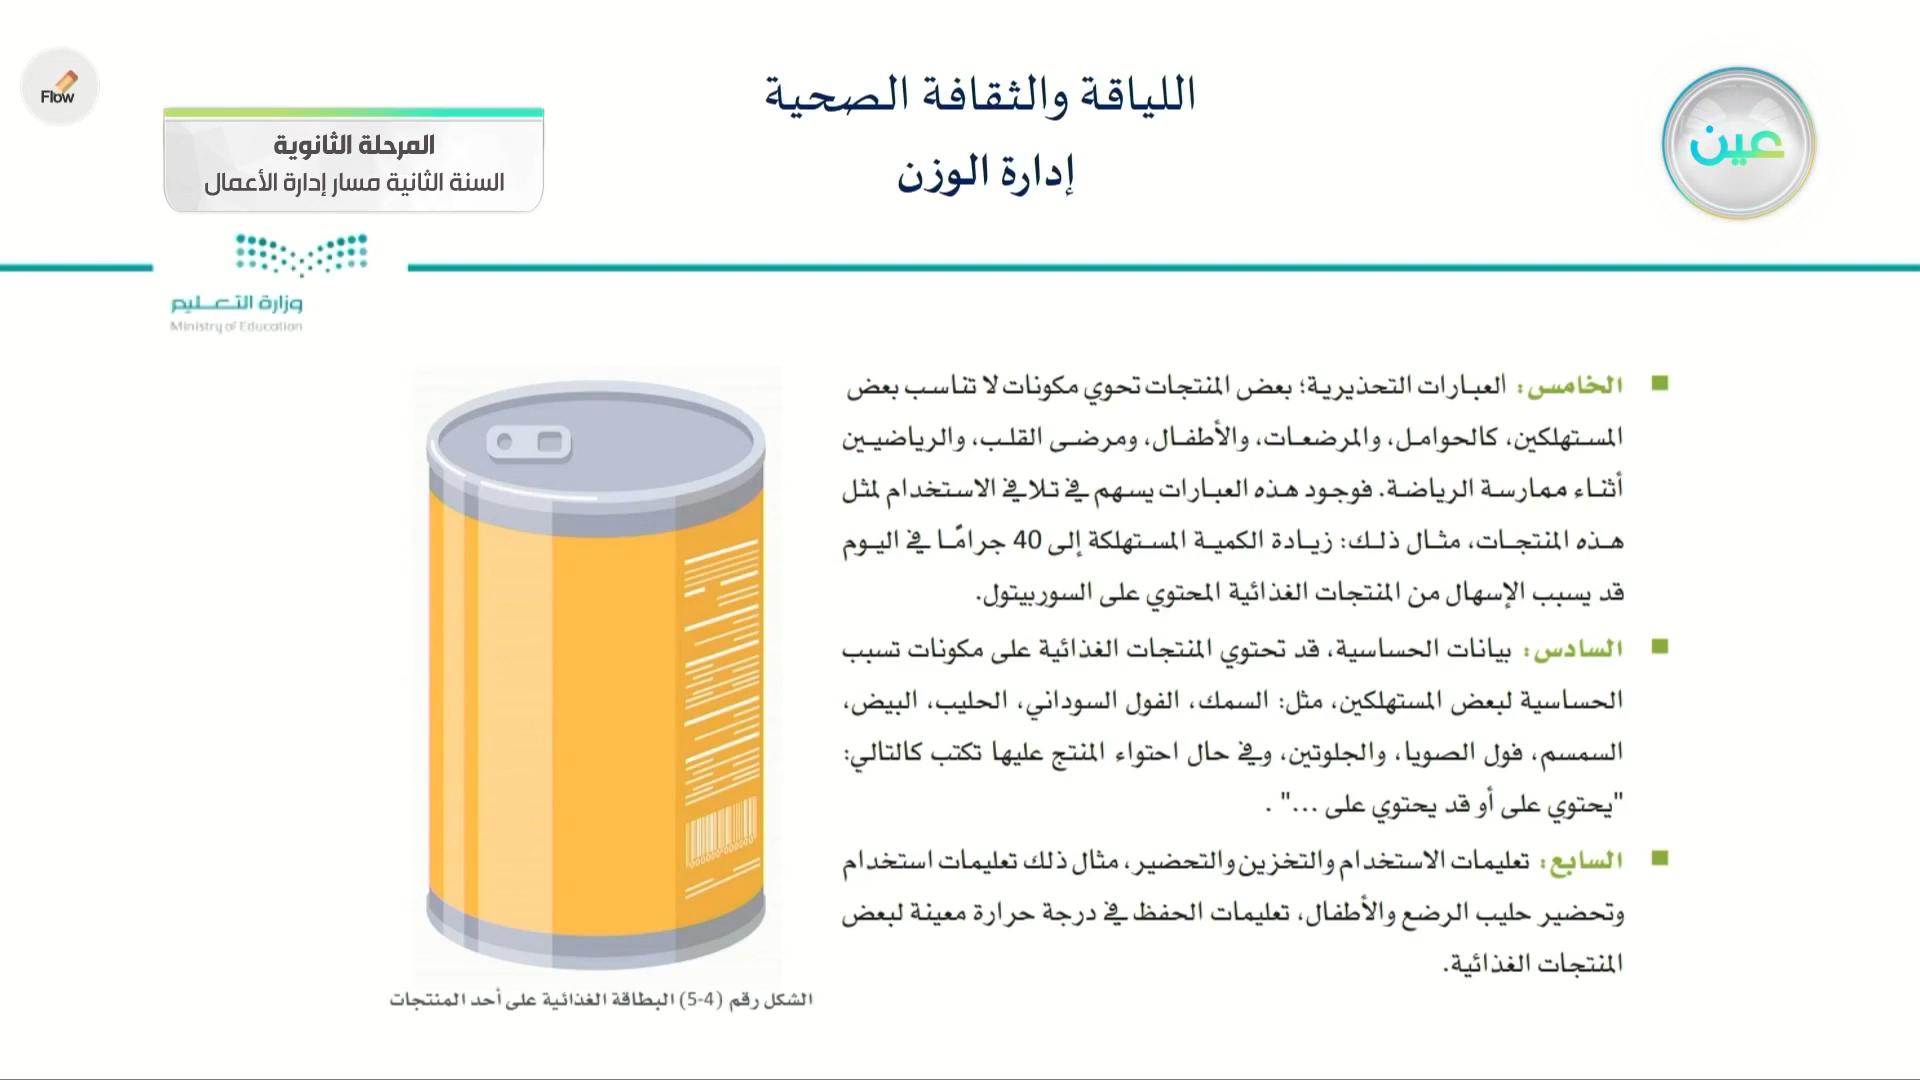 Flow
اللياقة والثقافة الصحية
إدارة الوزن
عين
المرحلة الثانوية
السنة الثانية مسار إدارة الأعمال
وزارة التعليم
Ministry of Education
الخامس: العبارات التحذيرية؛ بعض المنتجات تحوي مكونات لا تناسب بعض
المستهلكين، كالحوامل، والمرضعات، والأطفال، ومرضى القلب، والرياضيين
أثناء ممارسة الرياضة. فوجود هذه العبارات يسهم في تلافي الاستخدام لمثل
هذه المنتجات، مثال ذلك: زيادة الكمية المستهلكة إلى 40 جرامًا في اليوم
قد يسبب الإسهال من المنتجات الغذائية المحتوي على السوربيتول.
السادس: بيانات الحساسية، قد تحتوي المنتجات الغذائية على مكونات تسبب
الحساسية لبعض المستهلكين، مثل: السمك، الفول السوداني، الحليب، البيض،
السمسم، فول الصويا، والجلوتين، وفي حال احتواء المنتج عليها تكتب كالتالي:
"يحتوي على أو قد يحتوي على ...".
السابع: تعليمات الاستخدام والتخزين والتحضير، مثال ذلك تعليمات استخدام
وتحضير حليب الرضع والأطفال، تعليمات الحفظ في درجة حرارة معينة لبعض
المنتجات الغذائية.
الشكل رقم (4-5) البطاقة الغذائية على أحد المنتجات